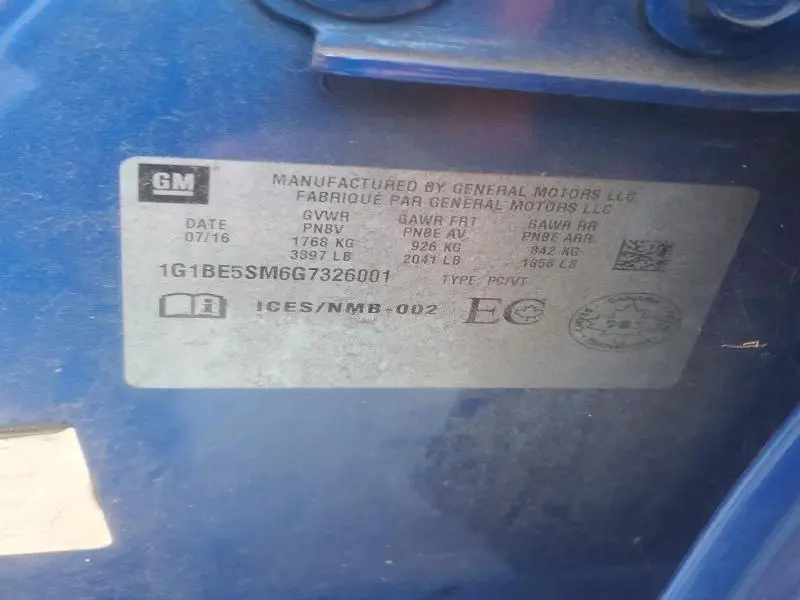 GM
MANUFACTURED BY GENERAL MOTORS LLC
FABRIQUÉ PAR GENERAL MOTORS LLC
DATE GVWR GAWR FRT GAWR RR
07/16 PNBV PNBE AV PNBE ARR
1768 KG 926 KG 842 KG
3897 LB 2041 LB 1856 LB
1G1BE5SM6G7326001 TYPE: PC/VT
i ICES/NMB-002 EC